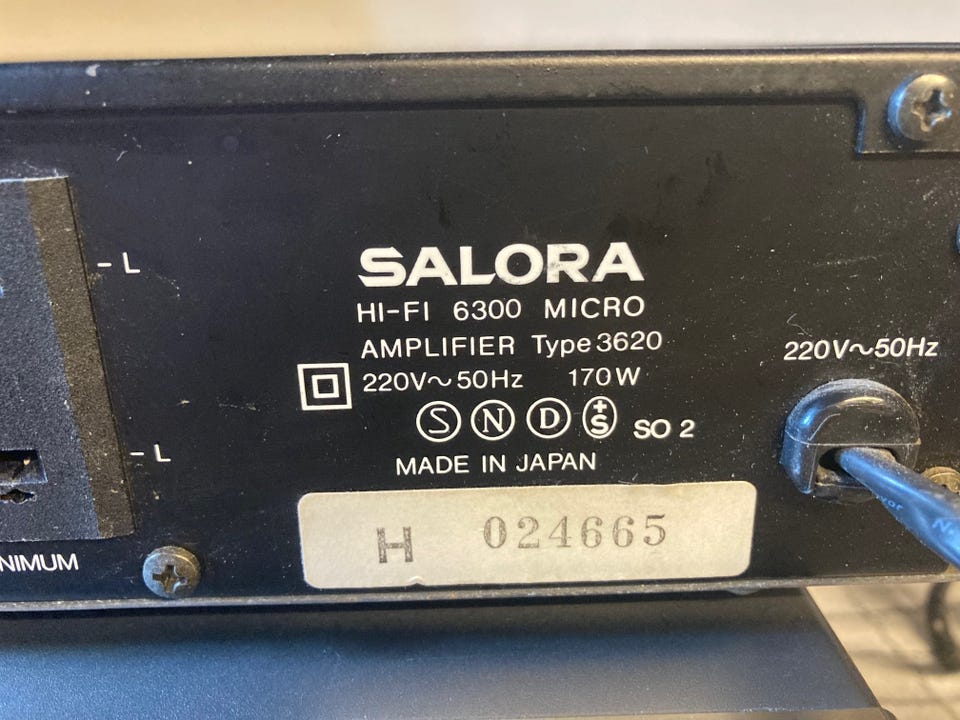 - L
SALORA
HI-FI 6300 MICRO
AMPLIFIER Type 3620
220V~50Hz
220V~50Hz 170W
S N D +S SO 2
- L
MADE IN JAPAN
H 024665
NIMUM